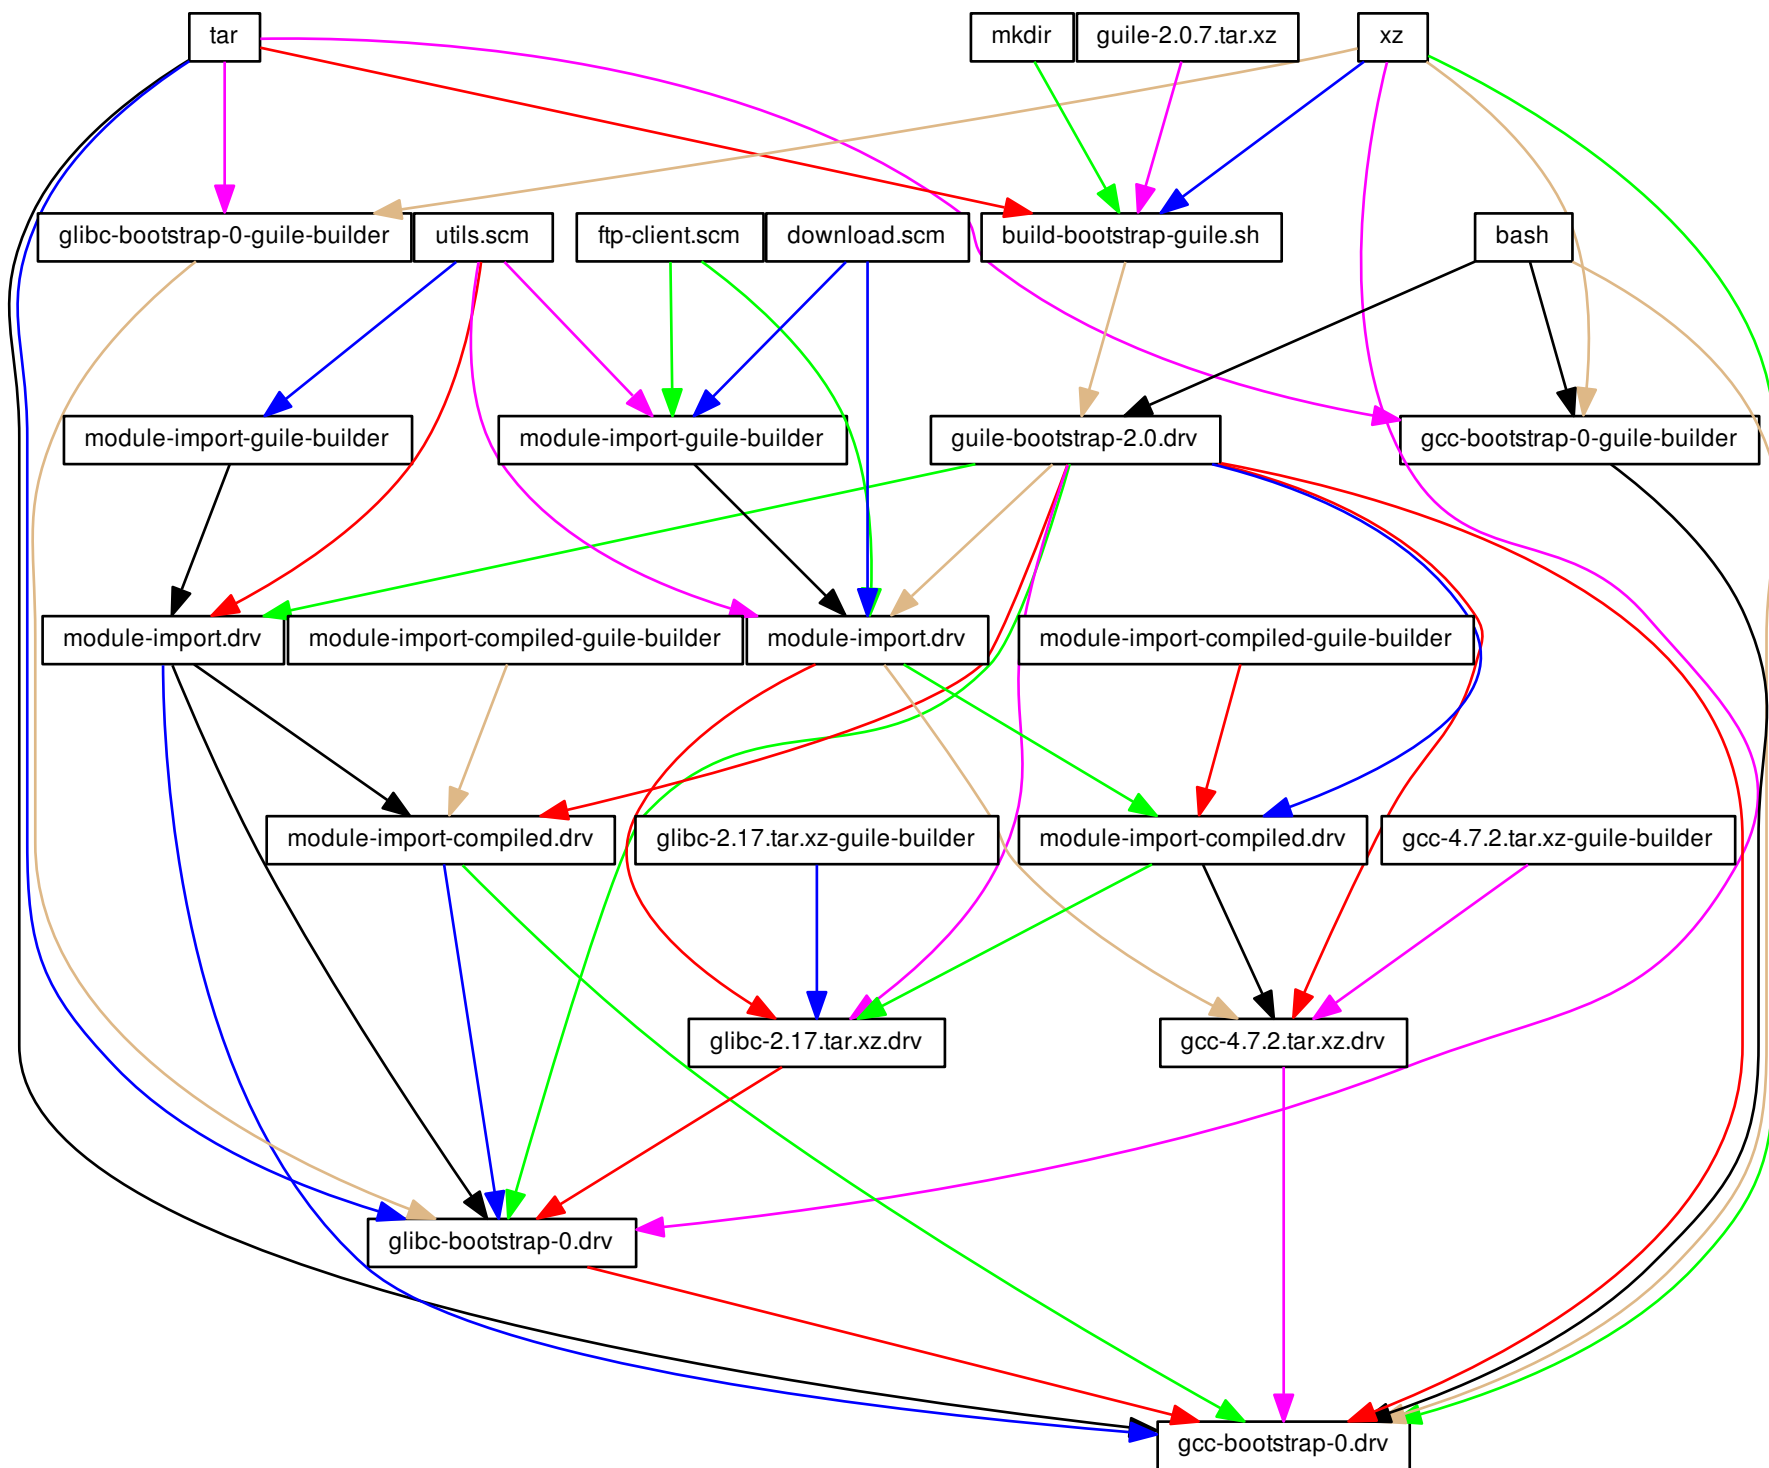 tar
mkdir
guile-2.0.7.tar.xz
xz
glibc-bootstrap-0-guile-builder
utils.scm
ftp-client.scm
download.scm
build-bootstrap-guile.sh
bash
module-import-guile-builder
module-import-guile-builder
guile-bootstrap-2.0.drv
gcc-bootstrap-0-guile-builder
module-import.drv
module-import-compiled-guile-builder
module-import.drv
module-import-compiled-guile-builder
module-import-compiled.drv
glibc-2.17.tar.xz-guile-builder
module-import-compiled.drv
gcc-4.7.2.tar.xz-guile-builder
glibc-2.17.tar.xz.drv
gcc-4.7.2.tar.xz.drv
glibc-bootstrap-0.drv
gcc-bootstrap-0.drv